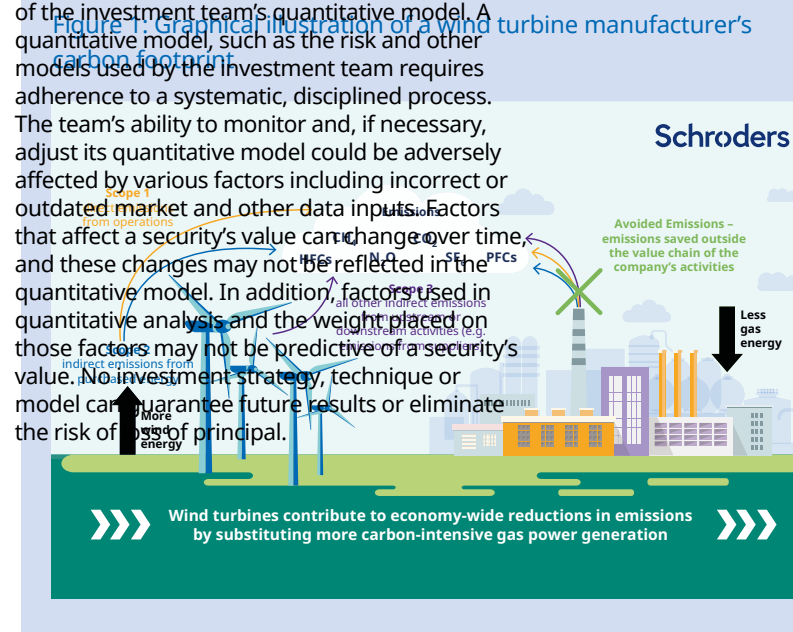 of the investment team's quantitative model. A
quantitative model, such as the risk and other
models used by the investment team requires
adherence to a systematic, disciplined process.
The team's ability to monitor and, if necessary,
adjust its quantitative model could be adversely
affected by various factors including incorrect or
outdated market and other data inputs. Factors
that affect a security's value can change over time,
and these changes may not be reflected in the
quantitative model. In addition, factors used in
quantitative analysis and the weight placed on
those factors may not be predictive of a security's
value. No investment strategy, technique or
model can guarantee future results or eliminate
the risk of loss of principal.
Figure 1: Graphical illustration of a wind turbine manufacturer's
carbon footprint
Schroders
Scope 1
from operations
Emissions
CH4
CO2
HFCs
N2O
SF6
PFCs
Avoided Emissions –
emissions saved outside
the value chain of the
company's activities
Scope 3
all other indirect emissions
from upstream or
downstream activities (e.g.
emissions from suppliers)
Scope 2
indirect emissions from
purchased energy
Less
gas
energy
More
wind
energy
Wind turbines contribute to economy-wide reductions in emissions
by substituting more carbon-intensive gas power generation